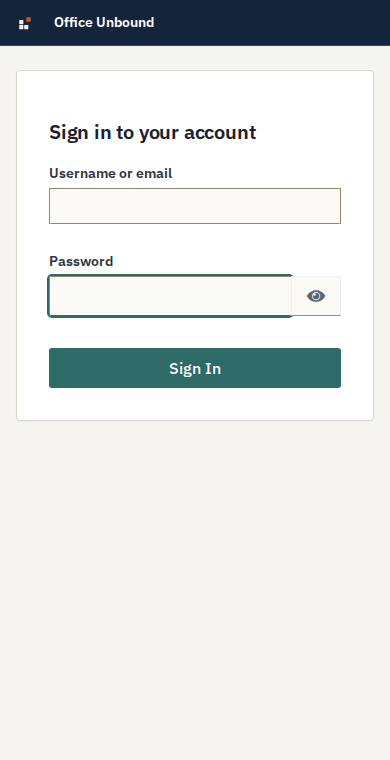 Office Unbound
Sign in to your account
Username or email
Password
Sign In